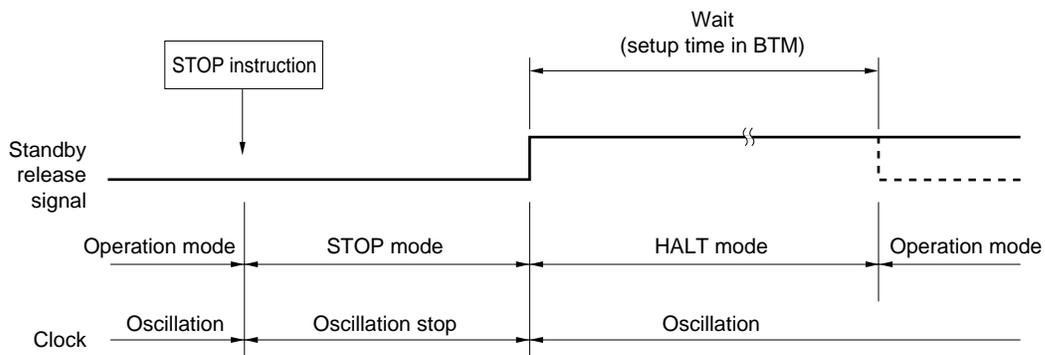 Wait
(setup time in BTM)
STOP instruction
Standby
release
signal
Operation mode
STOP mode
HALT mode
Operation mode
Clock
Oscillation
Oscillation stop
Oscillation